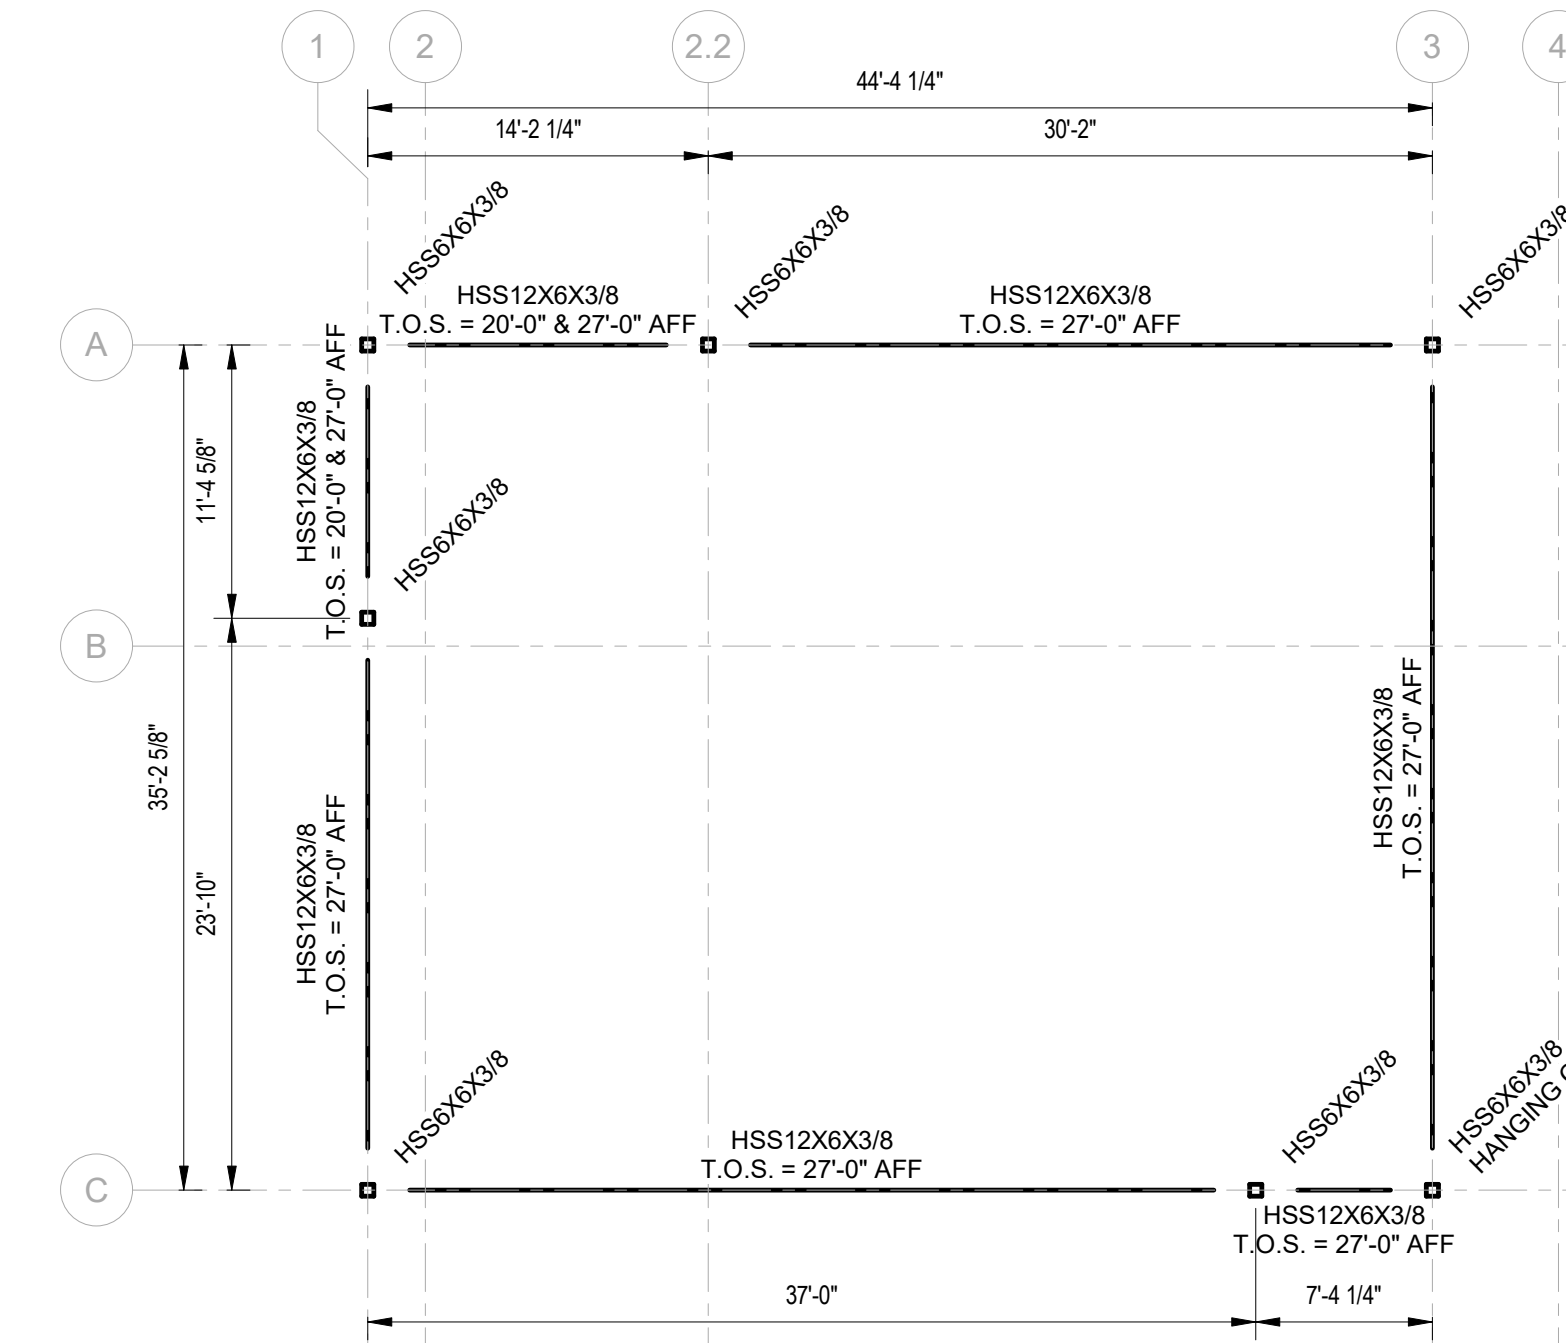 1
2
2.2
3
4
44'-4 1/4"
14'-2 1/4"
30'-2"
HSS6X6X3/8
HSS6X6X3/8
HSS6X6X3/8
HSS12X6X3/8
T.O.S. = 20'-0" & 27'-0" AFF
HSS12X6X3/8
T.O.S. = 27'-0" AFF
A
HSS12X6X3/8
T.O.S. = 20'-0" & 27'-0" AFF
11'-4 5/8"
HSS6X6X3/8
B
35'-2 5/8"
23'-10"
HSS12X6X3/8
T.O.S. = 27'-0" AFF
HSS12X6X3/8
T.O.S. = 27'-0" AFF
HSS6X6X3/8
HSS12X6X3/8
T.O.S. = 27'-0" AFF
HSS6X6X3/8
HSS6X6X3/8
HANGING
C
HSS12X6X3/8
T.O.S. = 27'-0" AFF
37'-0"
7'-4 1/4"